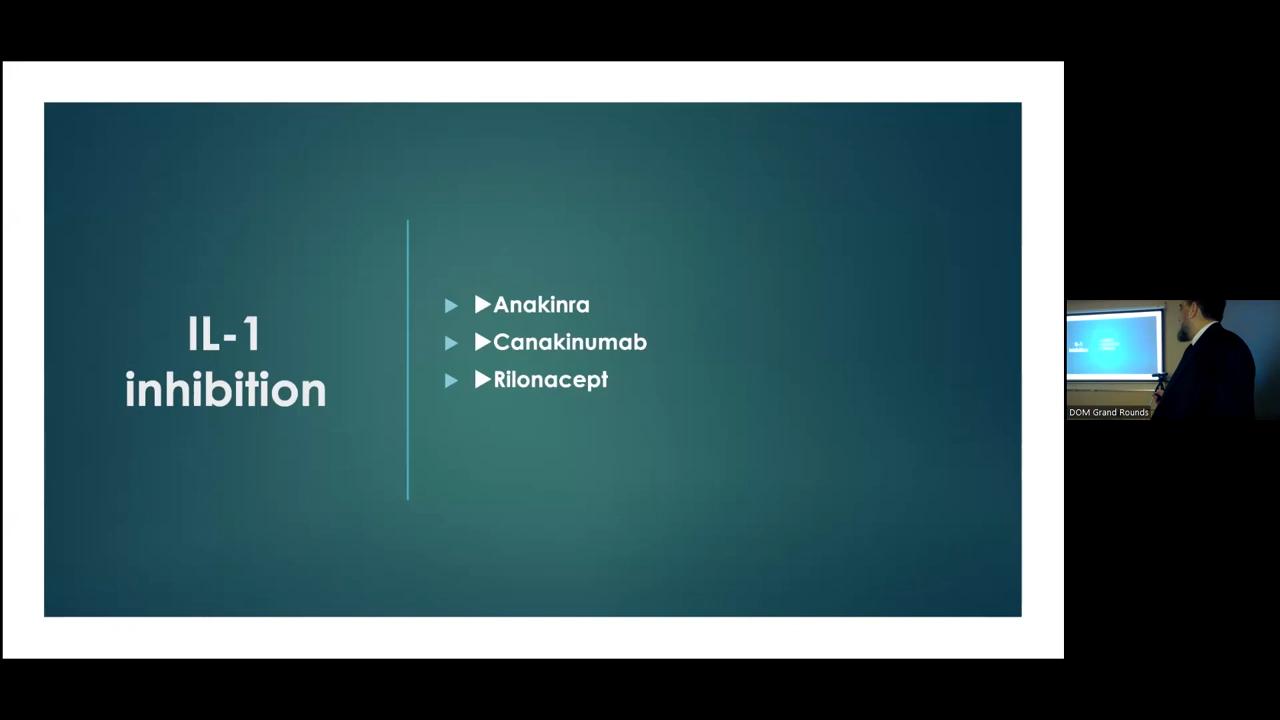 IL-1
inhibition
▶Anakinra
▶Canakinumab
▶Rilonacept
DOM Grand Rounds